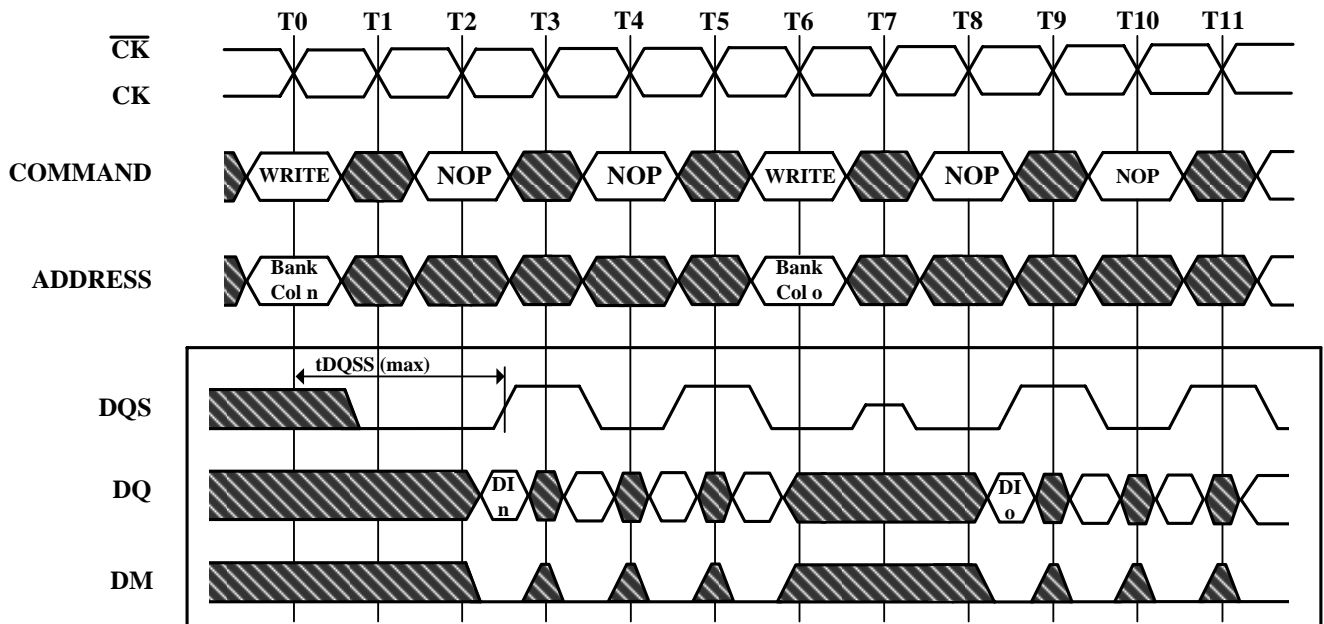 T0 T1 T2 T3 T4 T5 T6 T7 T8 T9 T10 T11
CK
CK
COMMAND WRITE NOP NOP WRITE NOP NOP
ADDRESS Bank Col n Bank Col o
tDQSS (max)
DQS
DQ DI n DI o
DM